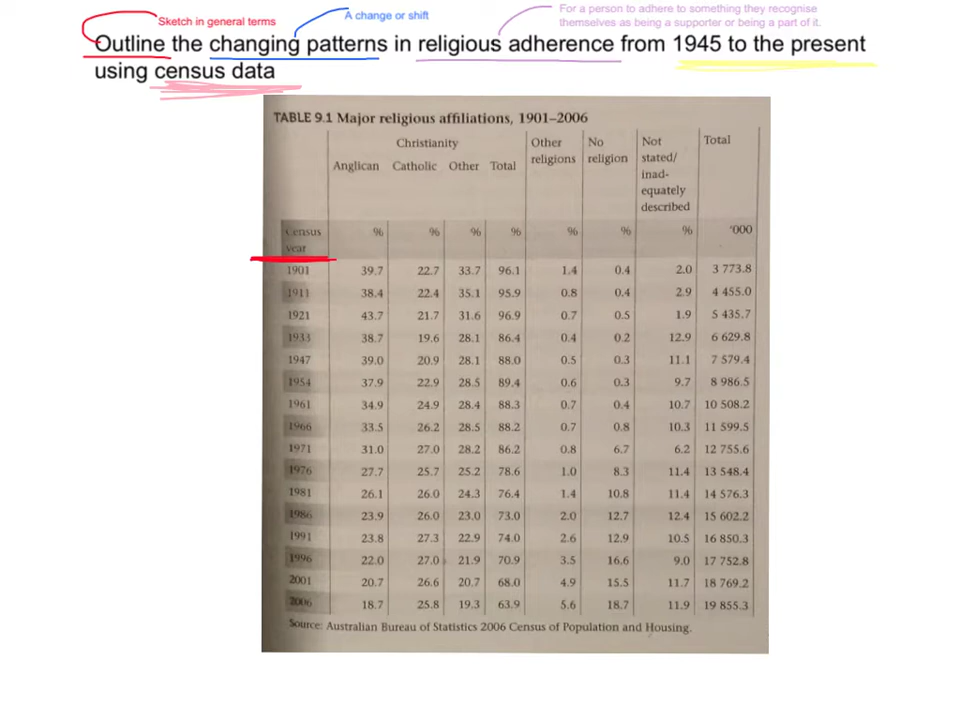 Sketch in general terms
A change or shift
For a person to adhere to something they recognise
themselves as being a supporter or being a part of it.
Outline the changing patterns in religious adherence from 1945 to the present
using census data
TABLE 9.1 Major religious affiliations, 1901–2006
Christianity Other religions No religion Not stated/ inad- equately described Total
Anglican Catholic Other Total
Census year % % % % % % % '000
1901 39.7 22.7 33.7 96.1 1.4 0.4 2.0 3 773.8
1911 38.4 22.4 35.1 95.9 0.8 0.4 2.9 4 455.0
1921 43.7 21.7 31.6 96.9 0.7 0.5 1.9 5 435.7
1933 38.7 19.6 28.1 86.4 0.4 0.2 12.9 6 629.8
1947 39.0 20.9 28.1 88.0 0.5 0.3 11.1 7 579.4
1954 37.9 22.9 28.5 89.4 0.6 0.3 9.7 8 986.5
1961 34.9 24.9 28.4 88.3 0.7 0.4 10.7 10 508.2
1966 33.5 26.2 28.5 88.2 0.7 0.8 10.3 11 599.5
1971 31.0 27.0 28.2 86.2 0.8 6.7 6.2 12 755.6
1976 27.7 25.7 25.2 78.6 1.0 8.3 11.4 13 548.4
1981 26.1 26.0 24.3 76.4 1.4 10.8 11.4 14 576.3
1986 23.9 26.0 23.0 73.0 2.0 12.7 12.4 15 602.2
1991 23.8 27.3 22.9 74.0 2.6 12.9 10.5 16 850.3
1996 22.0 27.0 21.9 70.9 3.5 16.6 9.0 17 752.8
2001 20.7 26.6 20.7 68.0 4.9 15.5 11.7 18 769.2
2006 18.7 25.8 19.3 63.9 5.6 18.7 11.9 19 855.3
Source: Australian Bureau of Statistics 2006 Census of Population and Housing.